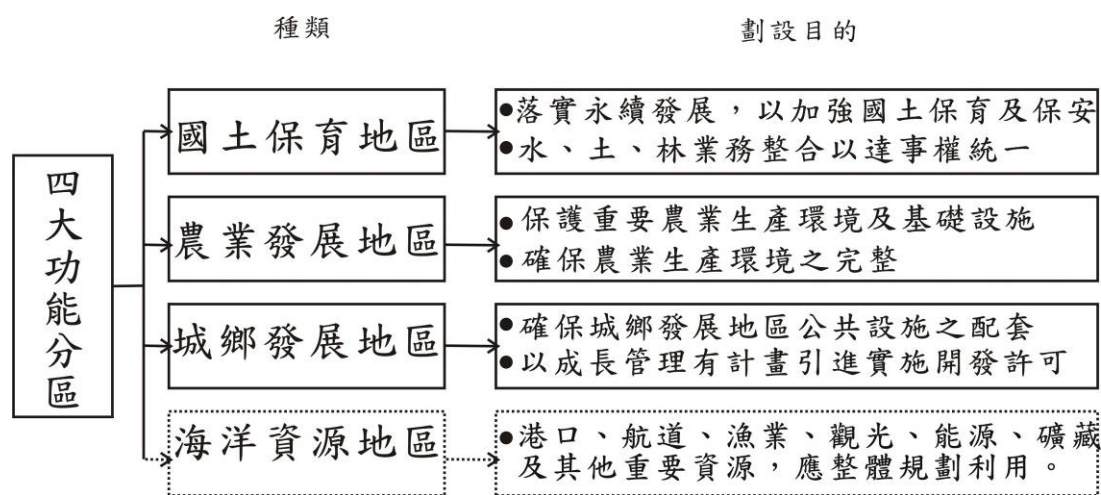 種類
劃設目的
四大功能分區
國土保育地區
●落實永續發展，以加強國土保育及保安
●水、土、林業務整合以達事權統一
農業發展地區
●保護重要農業生產環境及基礎設施
●確保農業生產環境之完整
城鄉發展地區
●確保城鄉發展地區公共設施之配套
●以成長管理有計畫引進實施開發許可
海洋資源地區
●港口、航道、漁業、觀光、能源、礦藏
及其他重要資源，應整體規劃利用。